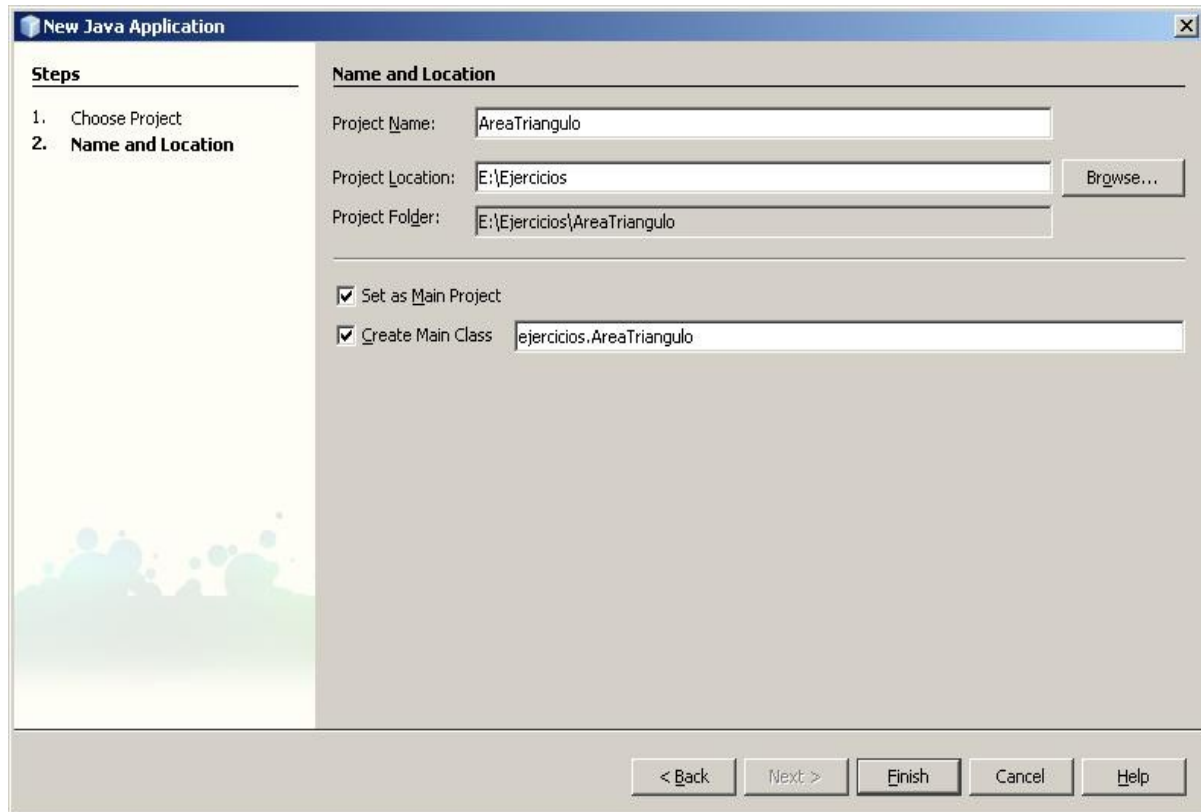 New Java Application
Steps
1. Choose Project
2. Name and Location
Name and Location
Project Name: AreaTriangulo
Project Location: E:\Ejercicios Browse...
Project Folder: E:\Ejercicios\AreaTriangulo
Set as Main Project
Create Main Class ejercicios.AreaTriangulo
< Back Next > Finish Cancel Help